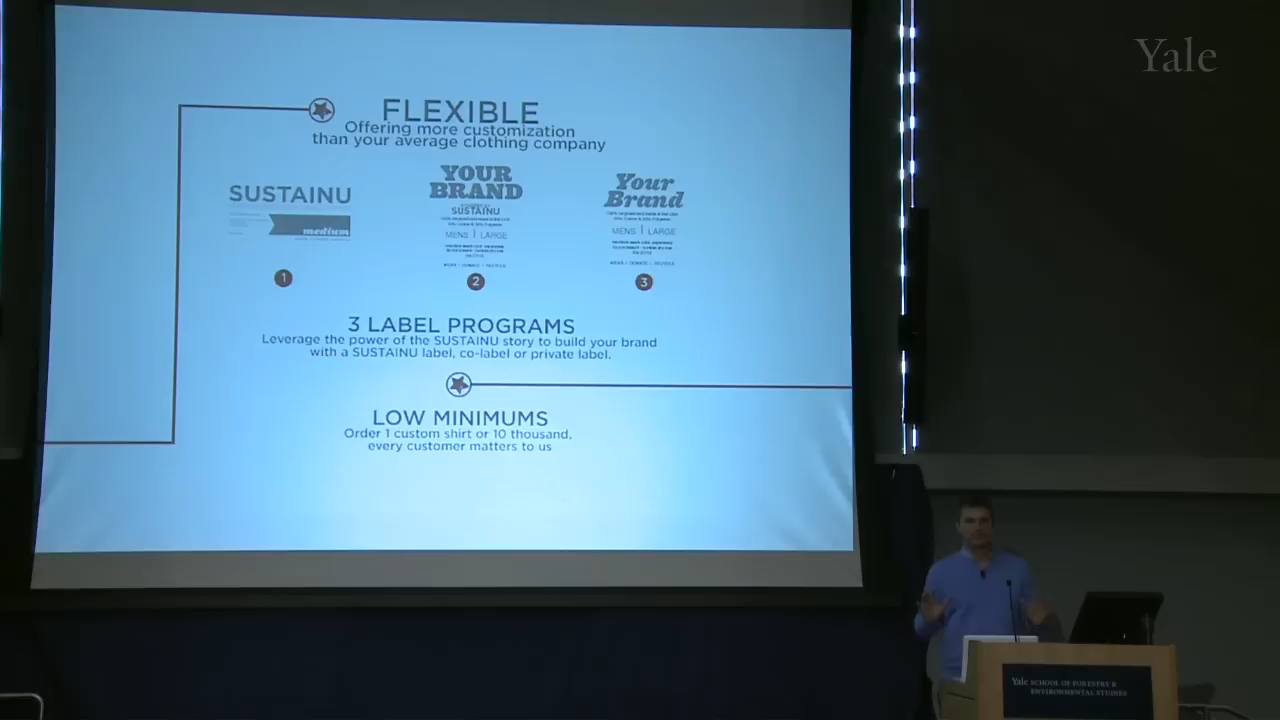 Yale
FLEXIBLE
Offering more customization
than your average clothing company
SUSTAINU
medium
1
YOUR
BRAND
SUSTAINU
MENS | LARGE
2
Your
Brand
MENS | LARGE
3
3 LABEL PROGRAMS
Leverage the power of the SUSTAINU story to build your brand
with a SUSTAINU label, co-label or private label.
LOW MINIMUMS
Order 1 custom shirt or 10 thousand,
every customer matters to us
Yale SCHOOL OF FORESTRY &
ENVIRONMENTAL STUDIES